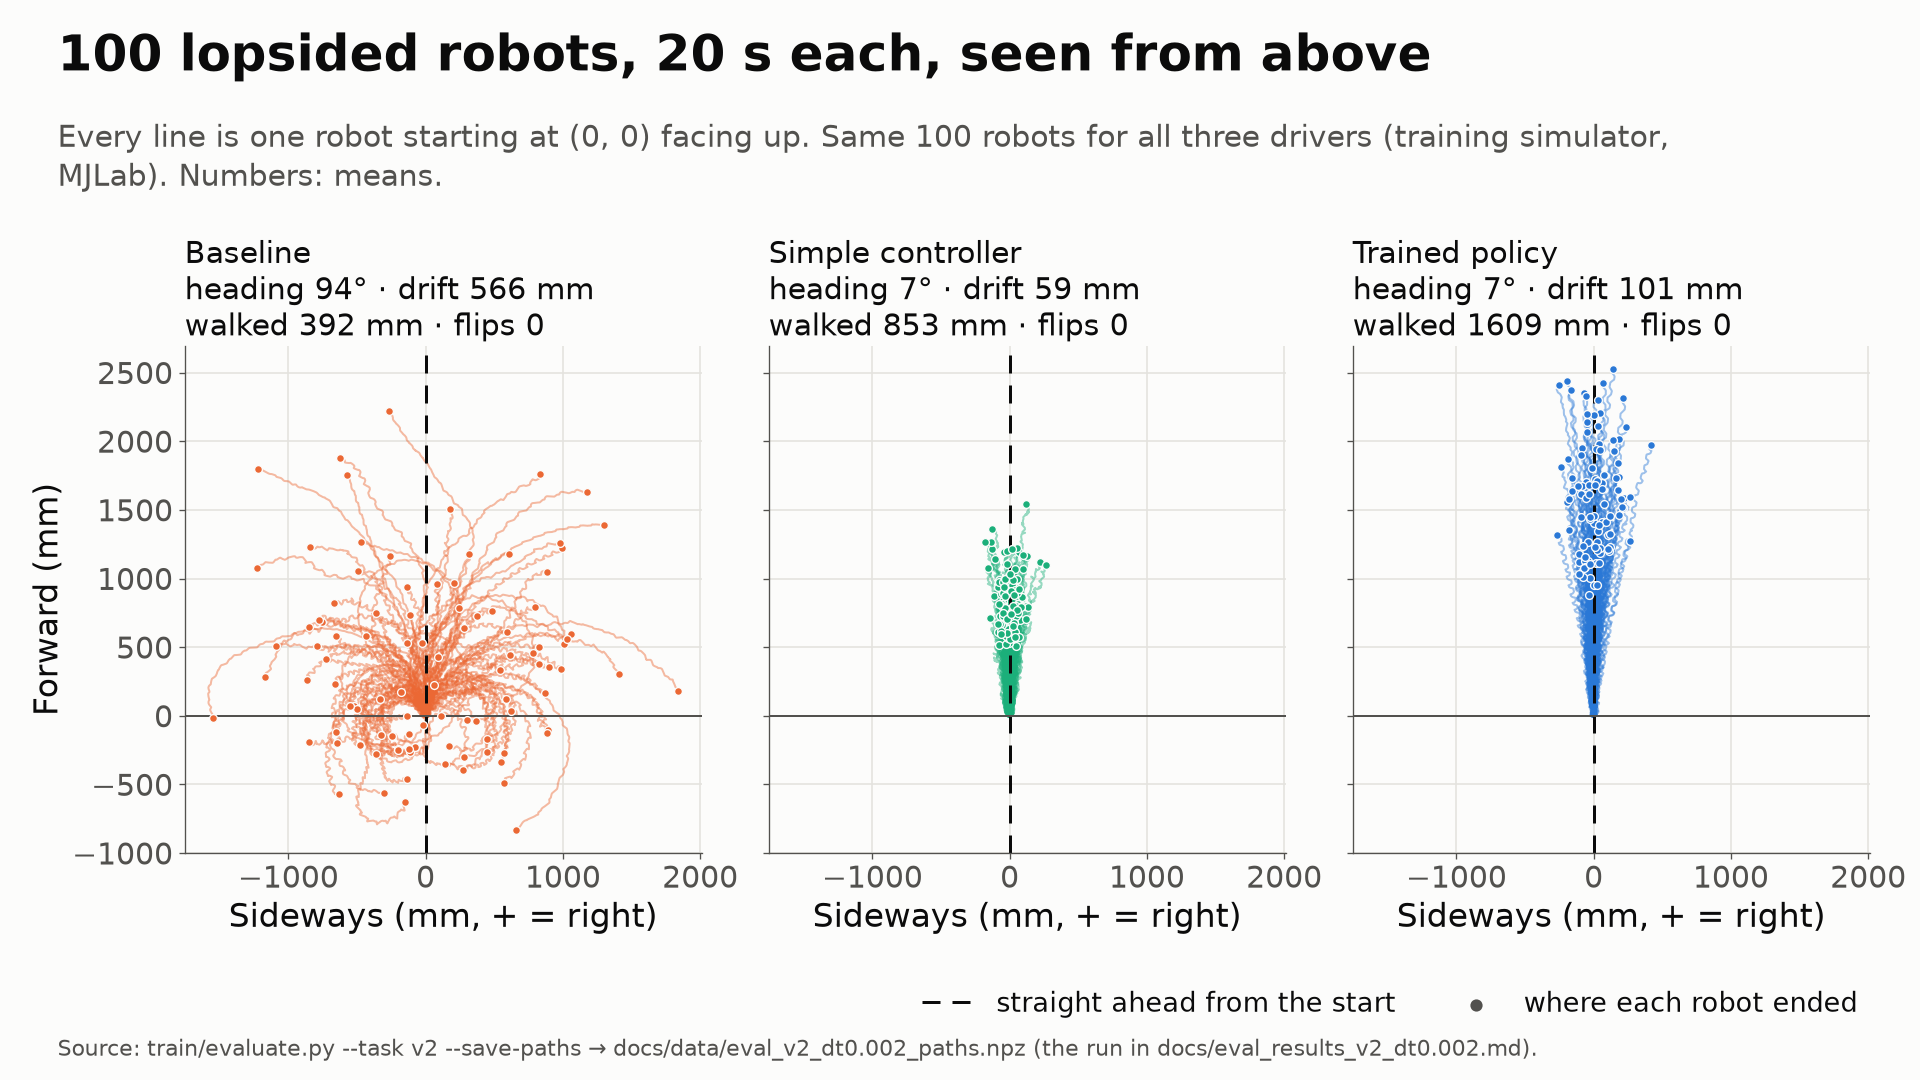 100 lopsided robots, 20 s each, seen from above
Every line is one robot starting at (0, 0) facing up. Same 100 robots for all three drivers (training simulator,
MJLab). Numbers: means.
Baseline
heading 94° · drift 566 mm
walked 392 mm · flips 0
Simple controller
heading 7° · drift 59 mm
walked 853 mm · flips 0
Trained policy
heading 7° · drift 101 mm
walked 1609 mm · flips 0
Forward (mm)
2500
2000
1500
1000
500
0
−500
−1000
−1000 0 1000 2000
−1000 0 1000 2000
−1000 0 1000 2000
Sideways (mm, + = right)
Sideways (mm, + = right)
Sideways (mm, + = right)
straight ahead from the start
where each robot ended
Source: train/evaluate.py --task v2 --save-paths → docs/data/eval_v2_dt0.002_paths.npz (the run in docs/eval_results_v2_dt0.002.md).